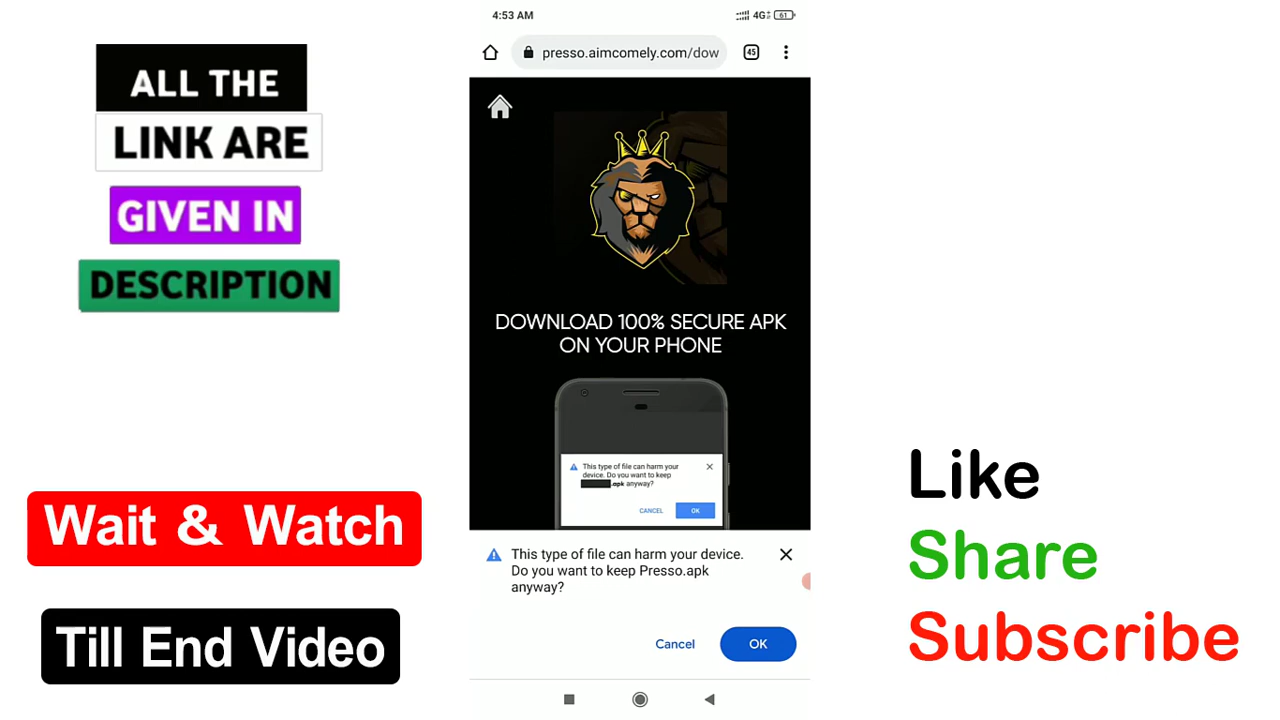 ALL THE
LINK ARE
GIVEN IN
DESCRIPTION
Wait & Watch
Till End Video
4:53 AM
4G+
61
presso.aimcomely.com/dow
45
DOWNLOAD 100% SECURE APK
ON YOUR PHONE
This type of file can harm your
device. Do you want to keep
.apk anyway?
CANCEL
OK
This type of file can harm your device.
Do you want to keep Presso.apk
anyway?
Cancel
OK
Like
Share
Subscribe